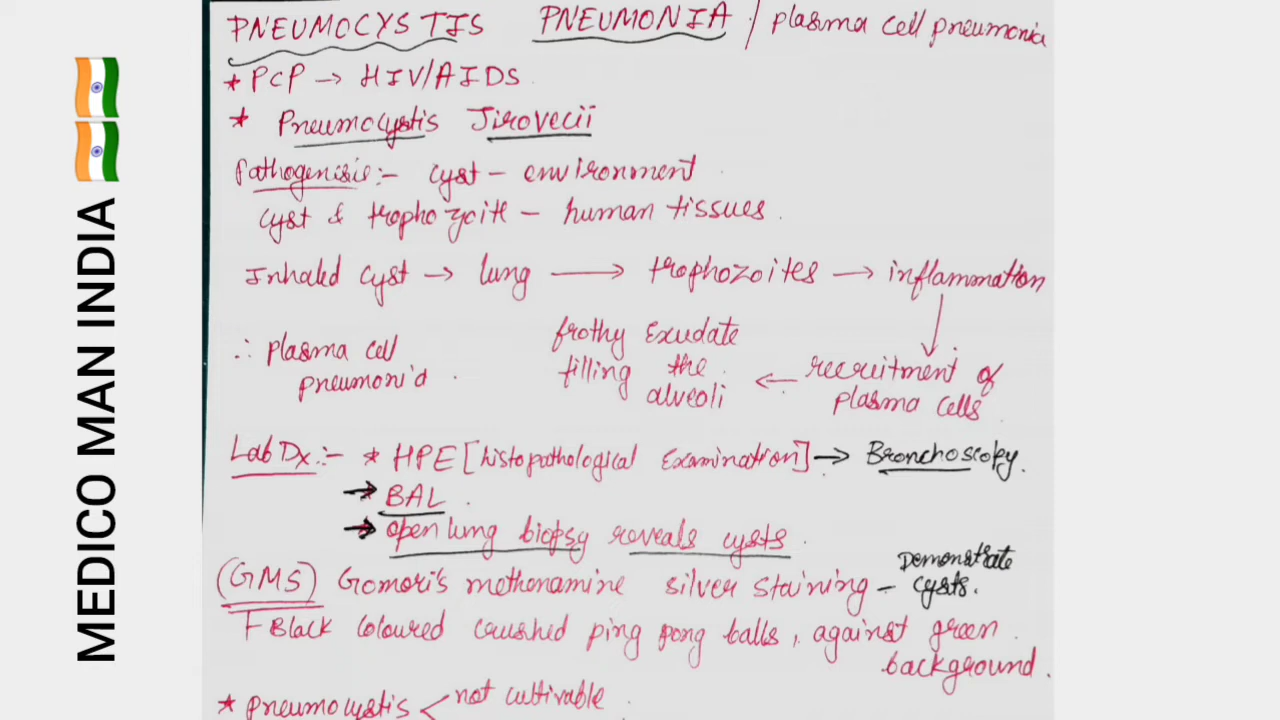 MEDICO MAN INDIA
PNEUMOCYSTIS PNEUMONIA / plasma cell pneumonia
* PCP → HIV/AIDS
* Pneumocystis Jirovecii
Pathogenesis:- cyst - environment
cyst & trophozoite - human tissues
Inhaled cyst → lung → trophozoites → inflammation
∴ plasma cell pneumonia
frothy Exudate
filling the
alveoli
← recruitment of
plasma cells
Lab Dx:- * HPE [histopathological Examination] → Bronchoscopy.
→ BAL.
→ open lung biopsy reveals cysts.
(GMS) Gomori's methenamine silver staining - Demonstrate cysts.
Black coloured crushed ping pong balls, against green
background.
* pneumocystis < not cultivable